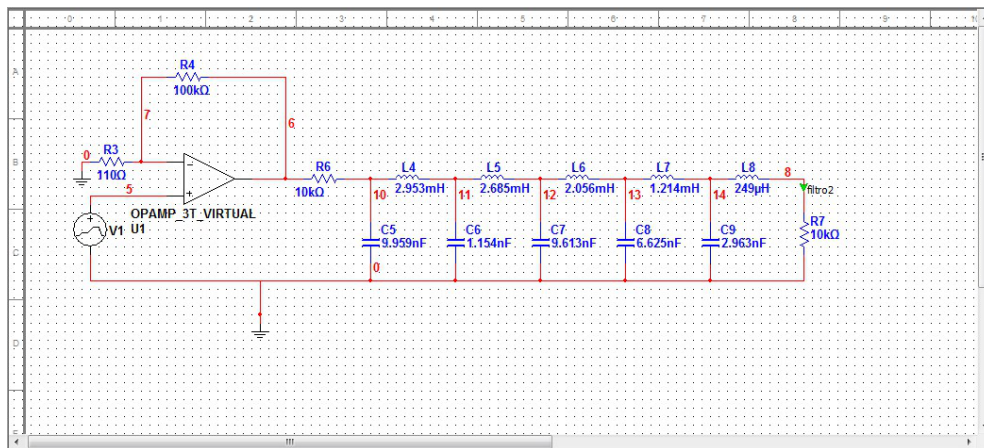 0 1 2 3 4 5 6 7 8 9 10
A
B
C
D
E
R4
100kΩ
7
6
0
R3
110Ω
5
OPAMP_3T_VIRTUAL
U1
V1
R6
10kΩ
10
L4
2.953mH
11
L5
2.685mH
12
L6
2.056mH
13
L7
1.214mH
14
L8
249µH
8
filtro2
C5
9.959nF
0
C6
1.154nF
C7
9.613nF
C8
6.625nF
C9
2.963nF
R7
10kΩ